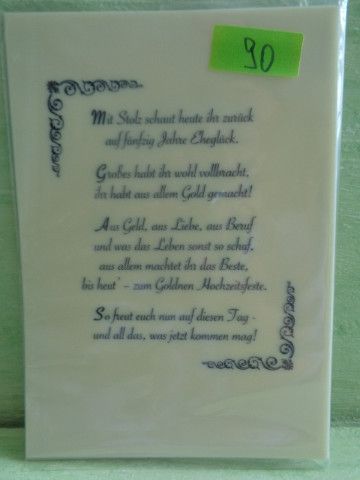 90
Mit Stolz schaut heute ihr zurück
auf fünfzig Jahre Eheglück.
Großes habt ihr wohl vollbracht,
ihr habt aus allem Gold gemacht!
Aus Geld, aus Liebe, aus Beruf
und was das Leben sonst so schuf,
aus allem machtet ihr das Beste,
bis heut' - zum Goldnen Hochzeitsfeste.
So freut euch nun auf diesen Tag -
und all das, was jetzt kommen mag!